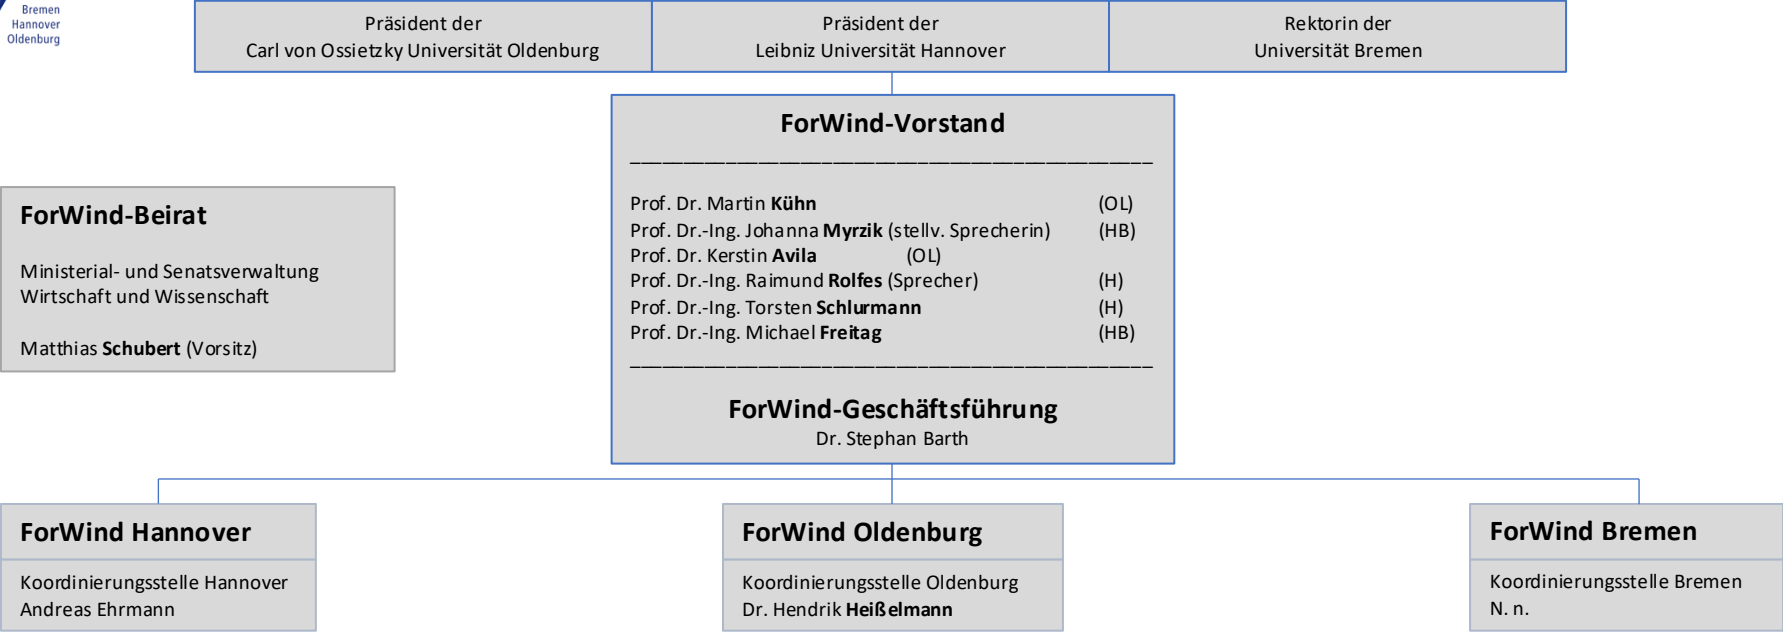 Bremen
Hannover
Oldenburg
Präsident der
Carl von Ossietzky Universität Oldenburg
Präsident der
Leibniz Universität Hannover
Rektorin der
Universität Bremen
ForWind-Vorstand
Prof. Dr. Martin Kühn (OL)
Prof. Dr.-Ing. Johanna Myrzik (stellv. Sprecherin) (HB)
Prof. Dr. Kerstin Avila (OL)
Prof. Dr.-Ing. Raimund Rolfes (Sprecher) (H)
Prof. Dr.-Ing. Torsten Schlurmann (H)
Prof. Dr.-Ing. Michael Freitag (HB)
ForWind-Geschäftsführung
Dr. Stephan Barth
ForWind-Beirat
Ministerial- und Senatsverwaltung
Wirtschaft und Wissenschaft
Matthias Schubert (Vorsitz)
ForWind Hannover
Koordinierungsstelle Hannover
Andreas Ehrmann
ForWind Oldenburg
Koordinierungsstelle Oldenburg
Dr. Hendrik Heißelmann
ForWind Bremen
Koordinierungsstelle Bremen
N. n.